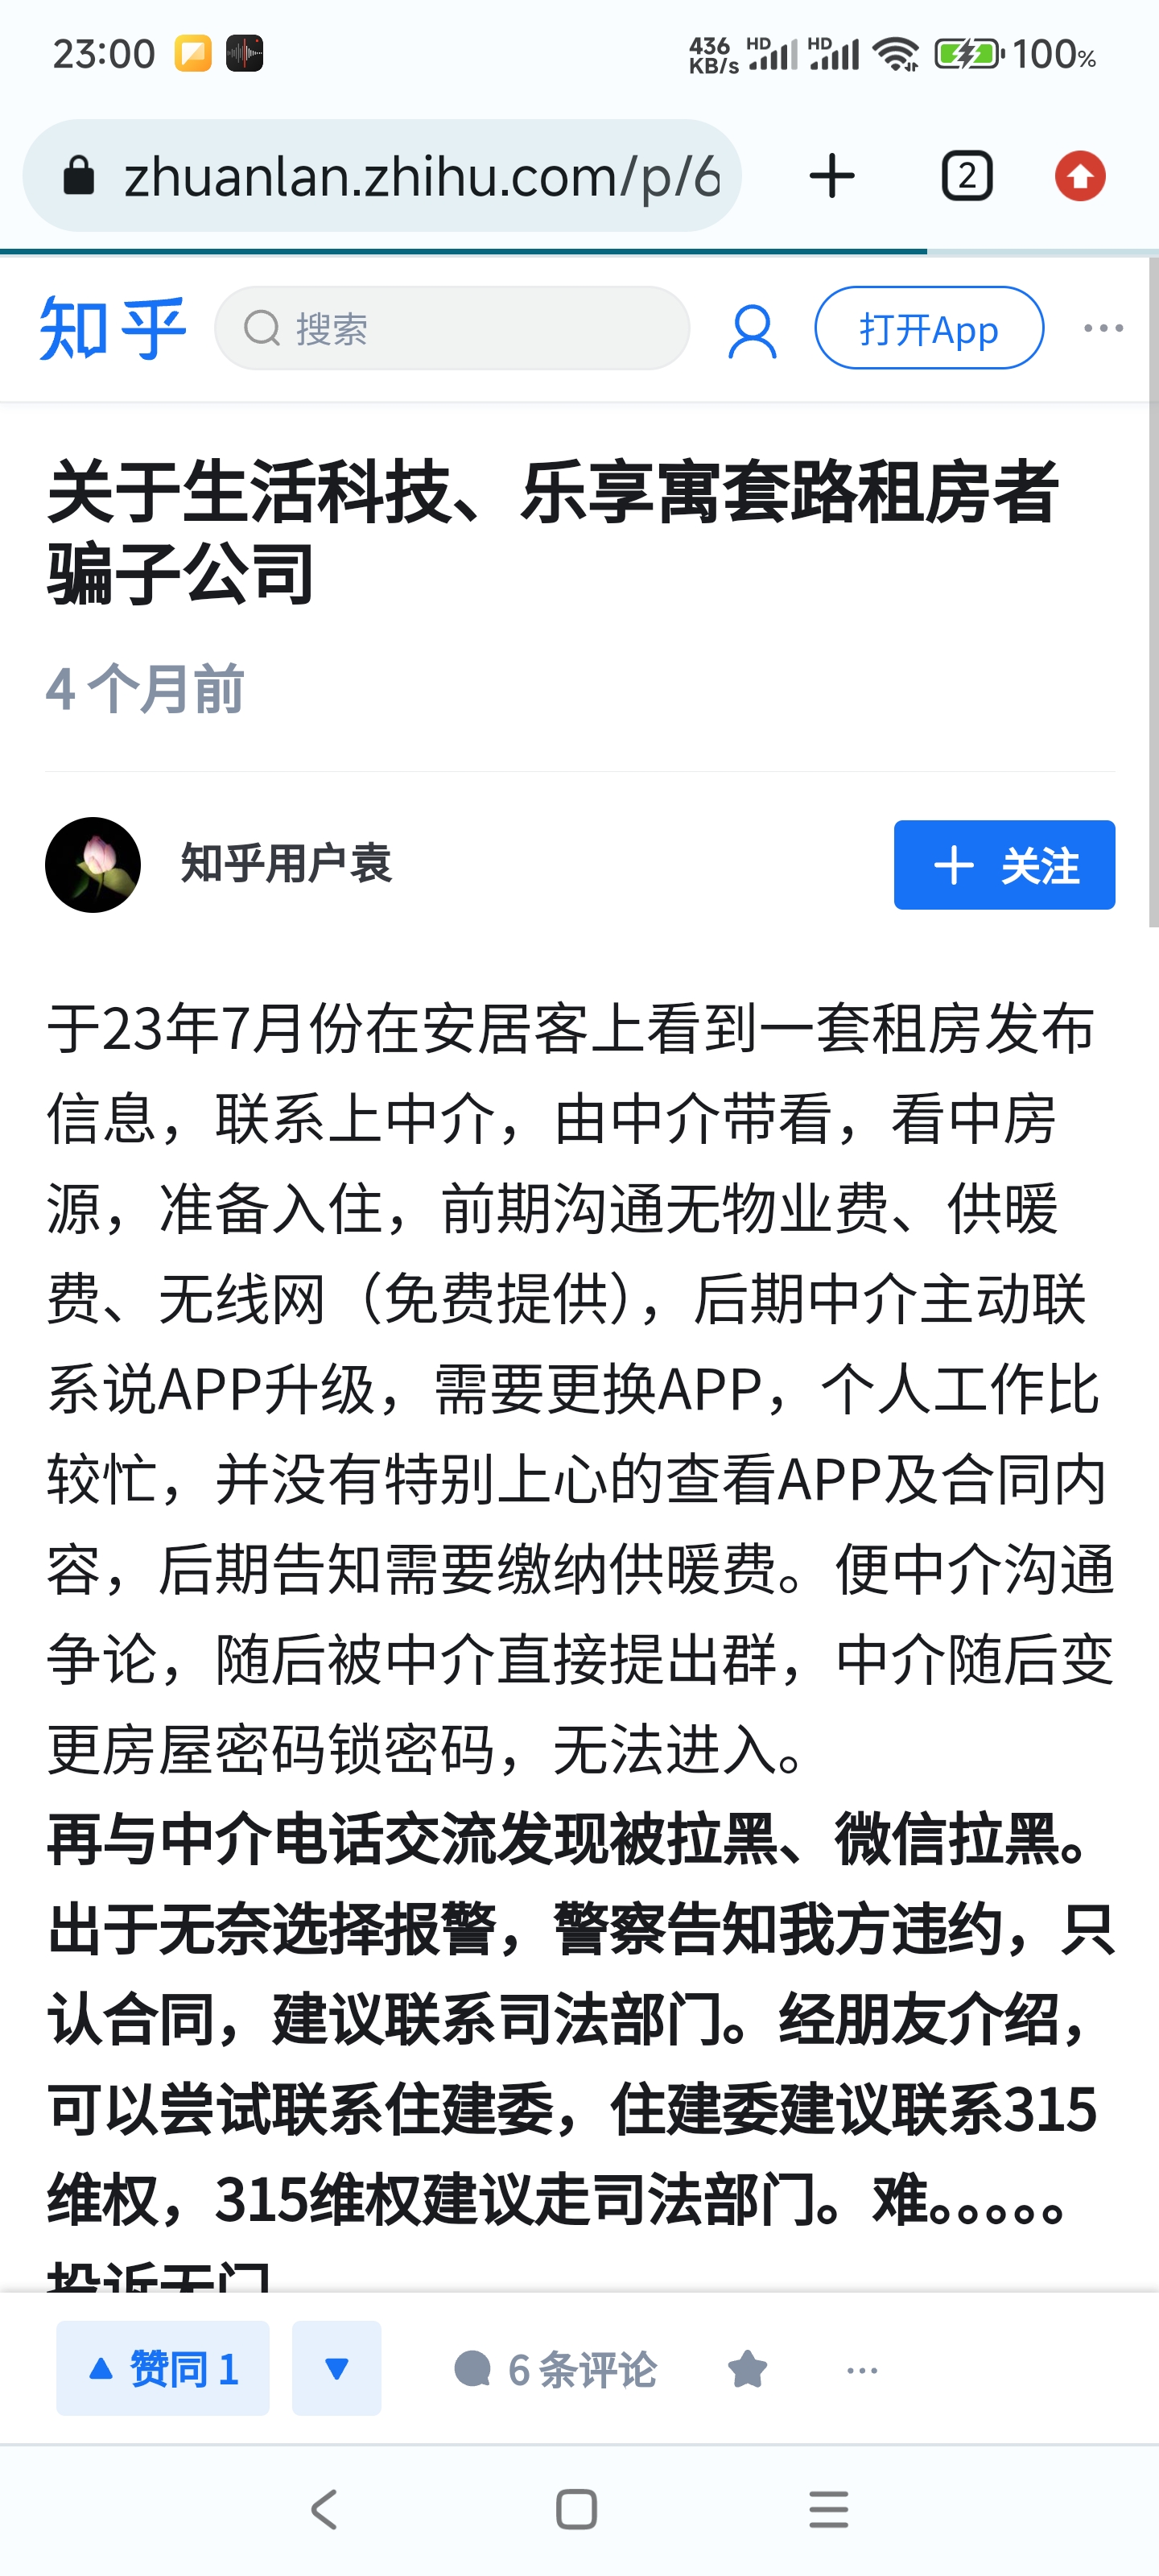 23:00
436 KB/s HD HD 100%
zhuanlan.zhihu.com/p/6
2
知乎 搜索 打开App
关于生活科技、乐享寓套路租房者
骗子公司
4 个月前
知乎用户袁
关注
于23年7月份在安居客上看到一套租房发布
信息，联系上中介，由中介带看，看中房
源，准备入住，前期沟通无物业费、供暖
费、无线网（免费提供），后期中介主动联
系说APP升级，需要更换APP，个人工作比
较忙，并没有特别上心的查看APP及合同内
容，后期告知需要缴纳供暖费。便中介沟通
争论，随后被中介直接提出群，中介随后变
更房屋密码锁密码，无法进入。
再与中介电话交流发现被拉黑、微信拉黑。
出于无奈选择报警，警察告知我方违约，只
认合同，建议联系司法部门。经朋友介绍，
可以尝试联系住建委，住建委建议联系315
维权，315维权建议走司法部门。难。。。。。
投诉无门
赞同 1
6 条评论